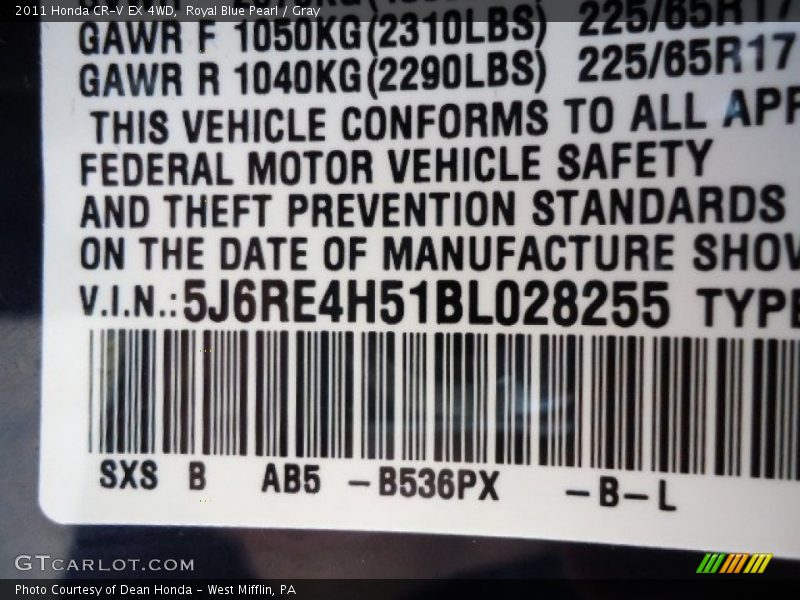 2011 Honda CR-V EX 4WD, Royal Blue Pearl / Gray
GAWR F 1050KG(2310LBS) 225/65R17
GAWR R 1040KG(2290LBS) 225/65R17
THIS VEHICLE CONFORMS TO ALL APP
FEDERAL MOTOR VEHICLE SAFETY
AND THEFT PREVENTION STANDARDS
ON THE DATE OF MANUFACTURE SHOW
V.I.N.: 5J6RE4H51BL028255 TYPE
SXS B AB5 -B536PX -B-L
GTCARLOT.COM
Photo Courtesy of Dean Honda - West Mifflin, PA